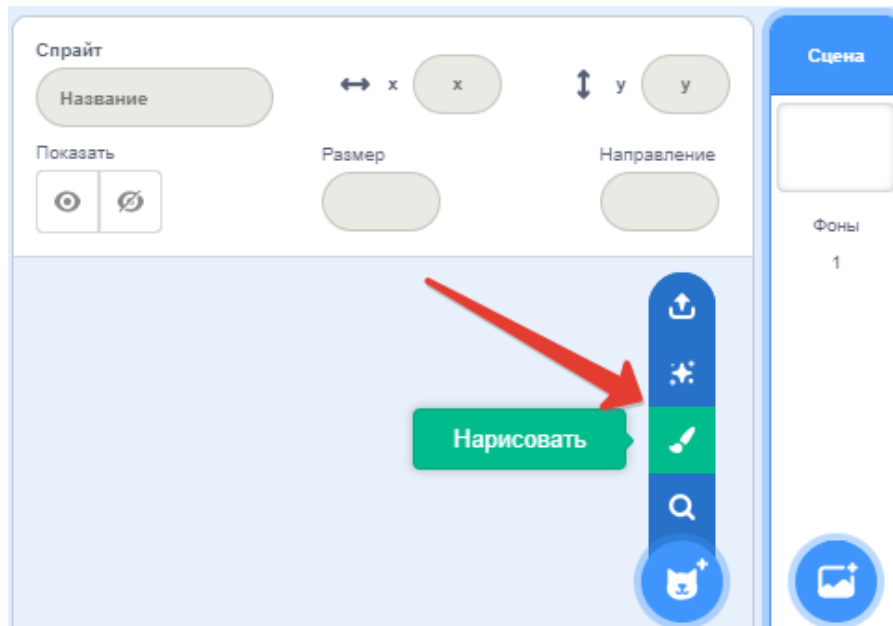 Спрайт
Название
x
x
y
y
Показать
Размер
Направление
Сцена
Фоны
1
Нарисовать